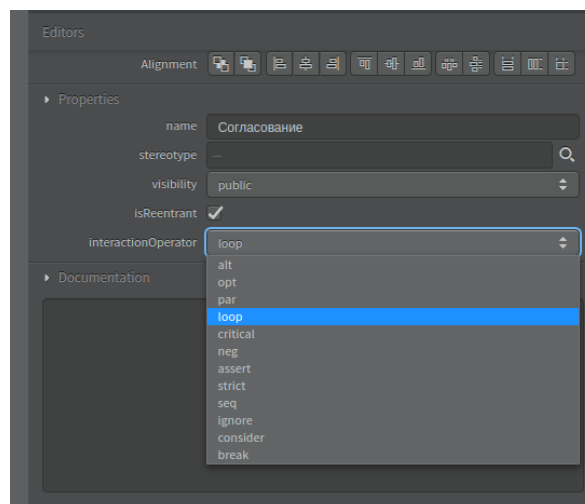 Editors
Alignment
Properties
name Согласование
stereotype —
visibility public
isReentrant
interactionOperator loop
alt
opt
par
loop
critical
neg
assert
strict
seq
ignore
consider
break
Documentation